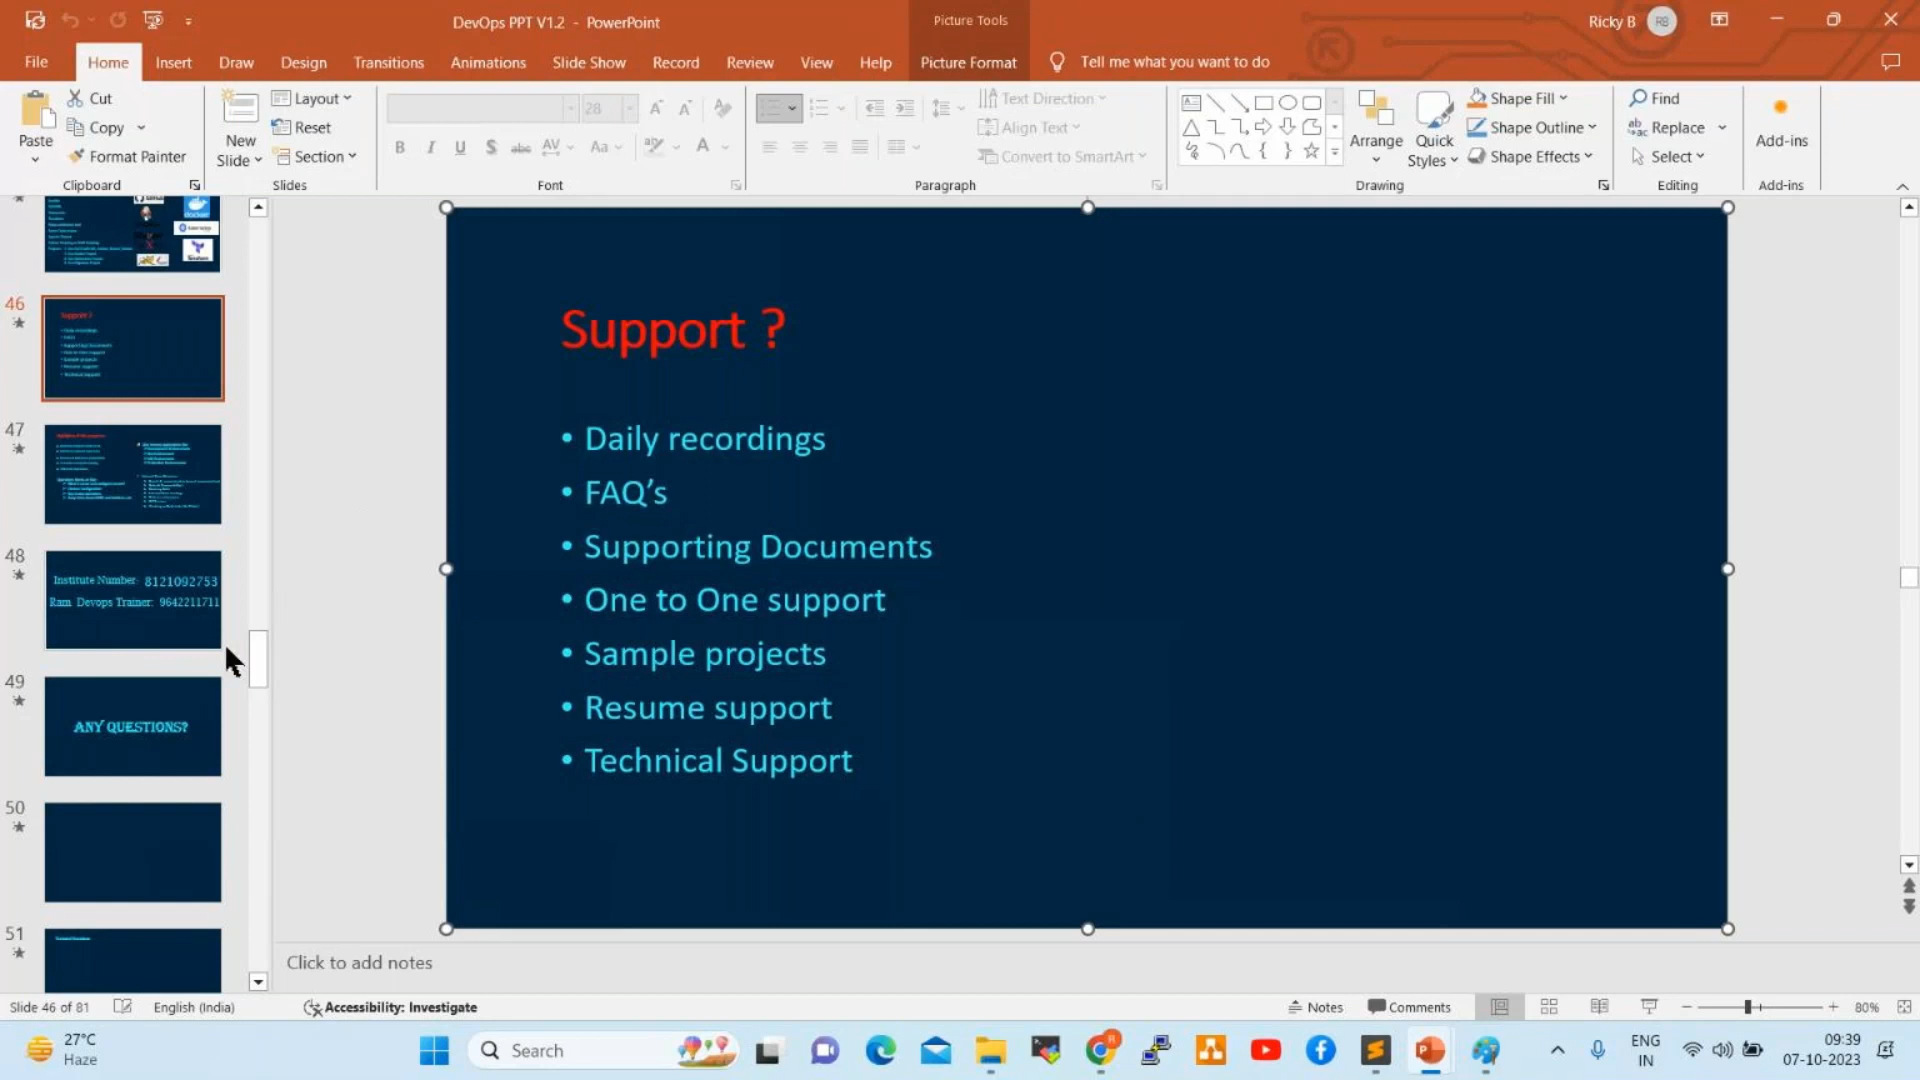 DevOps PPT V1.2 - PowerPoint
Picture Tools
Ricky B
RB
File
Home
Insert
Draw
Design
Transitions
Animations
Slide Show
Record
Review
View
Help
Picture Format
Tell me what you want to do
Paste
Cut
Copy
Format Painter
Clipboard
New
Slide
Layout
Reset
Section
Slides
28
Font
Text Direction
Align Text
Convert to SmartArt
Paragraph
Arrange
Quick
Styles
Shape Fill
Shape Outline
Shape Effects
Drawing
Find
Replace
Select
Editing
Add-ins
Add-ins
46
Support ?
47
48
Institute Number: 8121092753
Ram Devops Trainer: 9642211711
49
ANY QUESTIONS?
50
51
Support ?
• Daily recordings
• FAQ’s
• Supporting Documents
• One to One support
• Sample projects
• Resume support
• Technical Support
Click to add notes
Slide 46 of 81
English (India)
Accessibility: Investigate
Notes
Comments
80%
27°C
Haze
Search
ENG
IN
09:39
07-10-2023